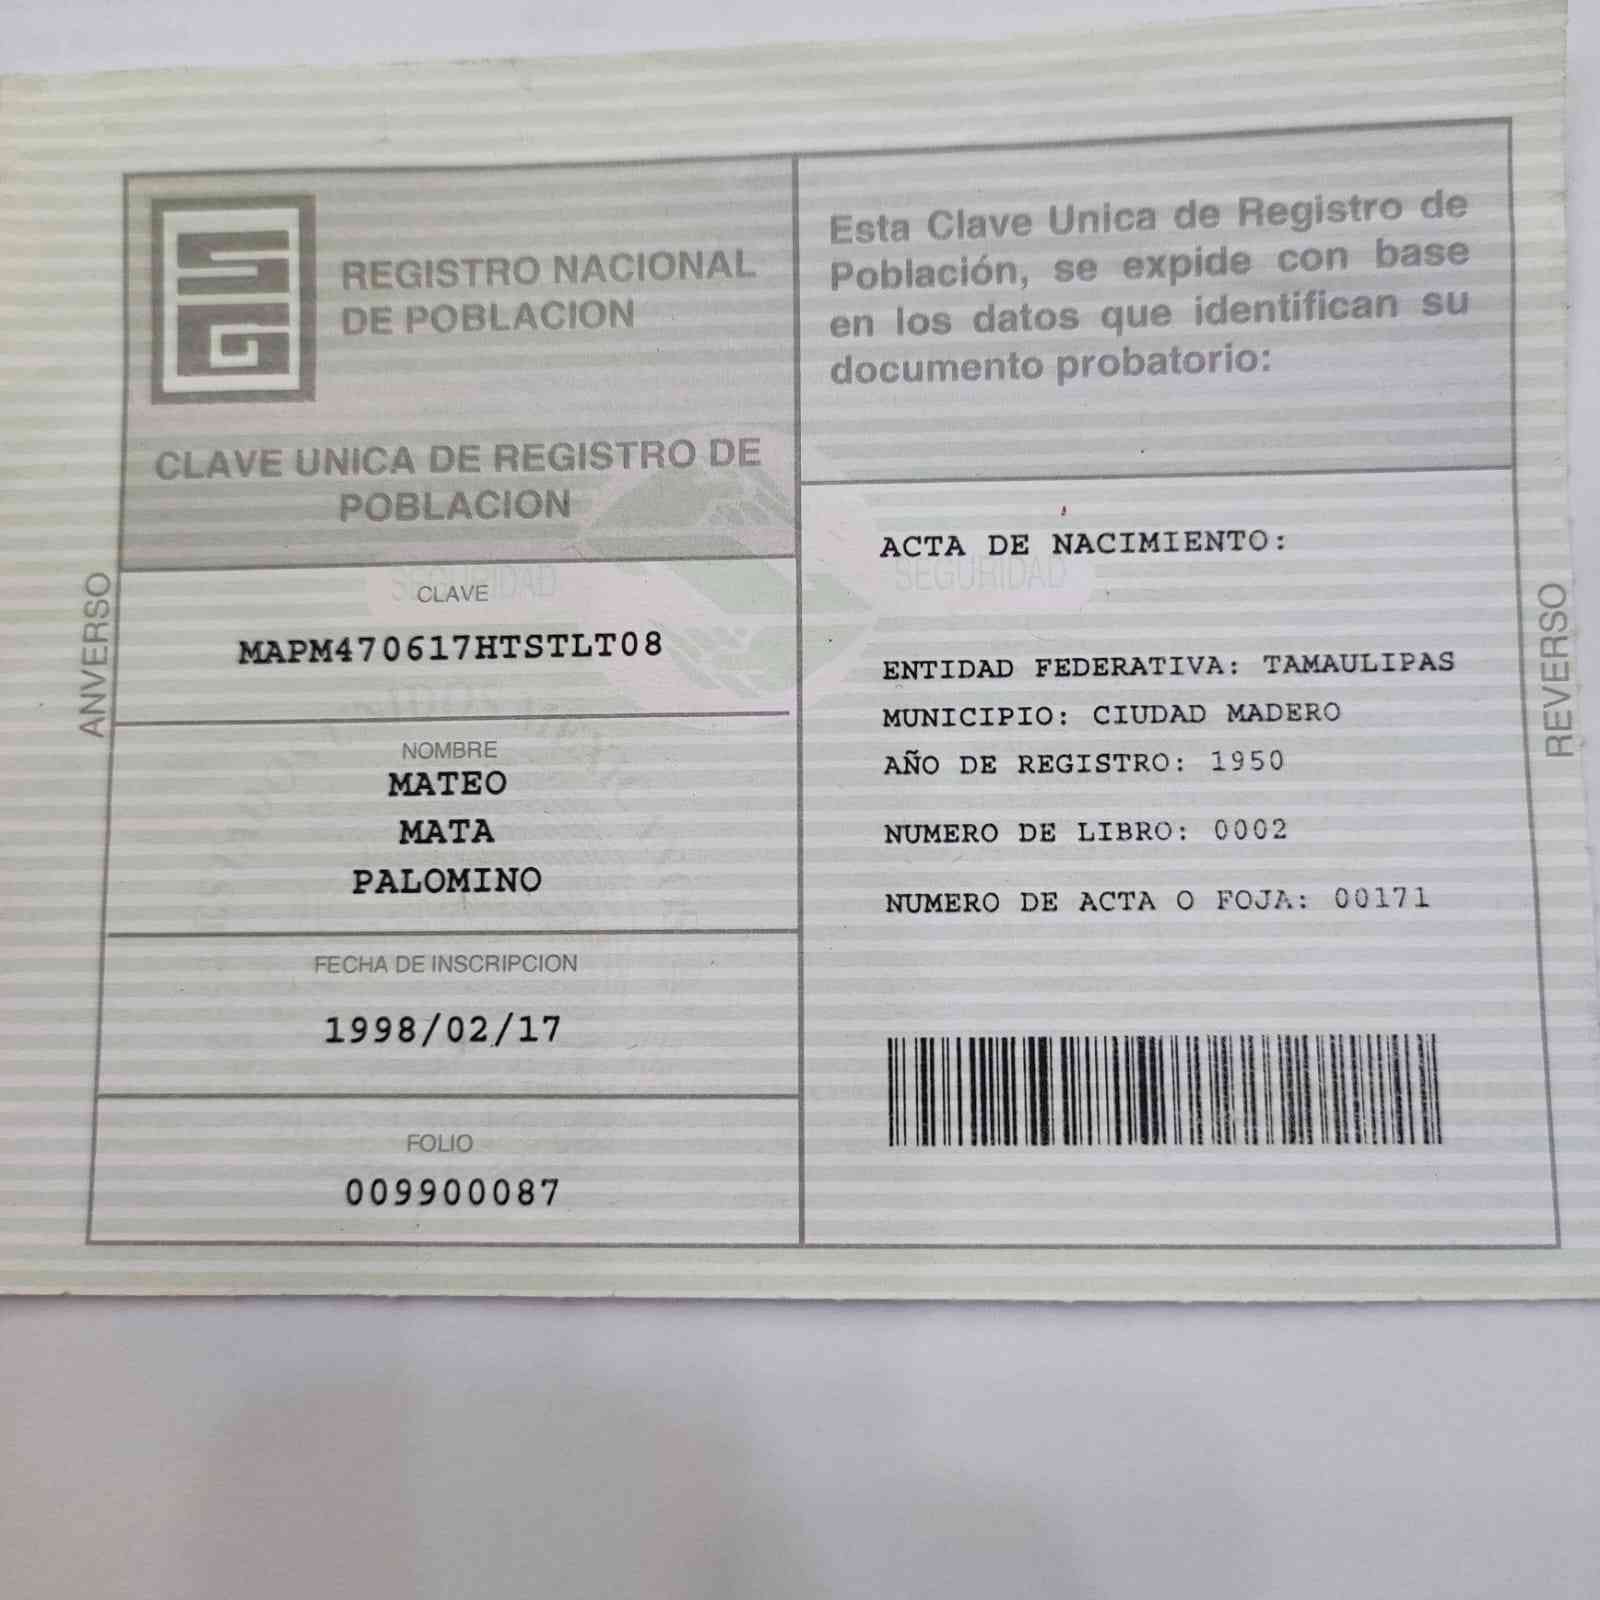 SG
REGISTRO NACIONAL
DE POBLACION
CLAVE UNICA DE REGISTRO DE
POBLACION
ANVERSO
CLAVE
SEGURIDAD
MAPM470617HTSTLT08
NOMBRE
MATEO
MATA
PALOMINO
FECHA DE INSCRIPCION
1998/02/17
FOLIO
009900087
Esta Clave Unica de Registro de
Población, se expide con base
en los datos que identifican su
documento probatorio:
ACTA DE NACIMIENTO:
SEGURIDAD
ENTIDAD FEDERATIVA: TAMAULIPAS
MUNICIPIO: CIUDAD MADERO
AÑO DE REGISTRO: 1950
NUMERO DE LIBRO: 0002
NUMERO DE ACTA O FOJA: 00171
REVERSO